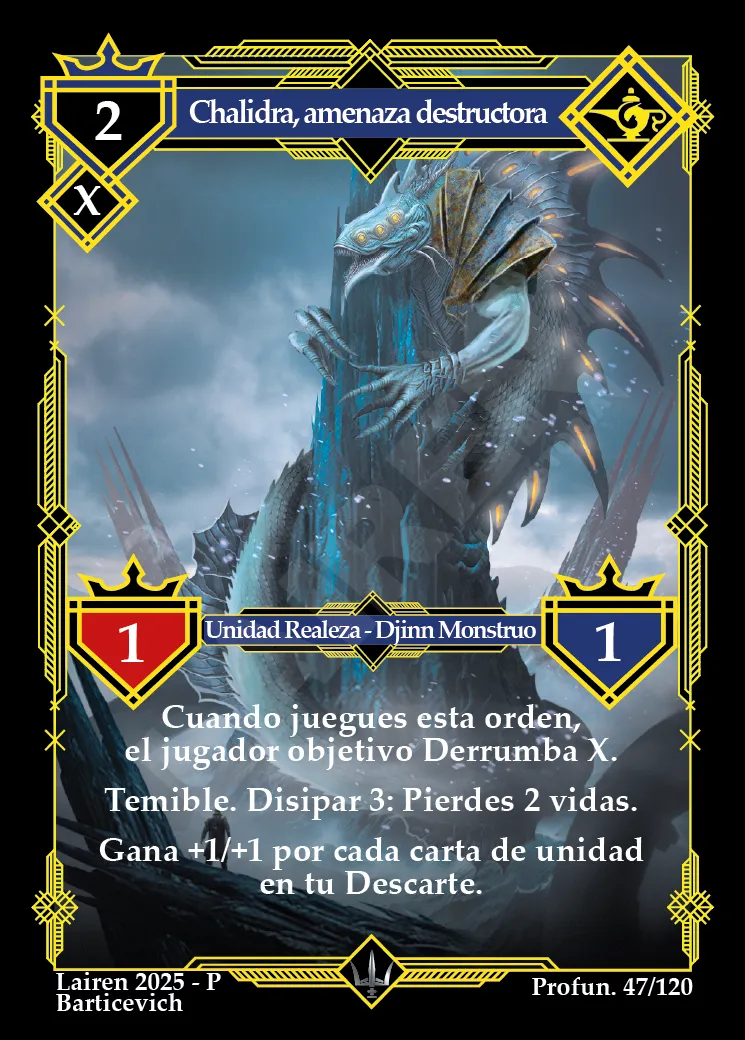 2
Chalidra, amenaza destructora
X
1
Unidad Realeza - Djinn Monstruo
1
Cuando juegues esta orden,
el jugador objetivo Derrumba X.
Temible. Disipar 3: Pierdes 2 vidas.
Gana +1/+1 por cada carta de unidad
en tu Descarte.
Lairen 2025 - P
Barticevich
Profun. 47/120